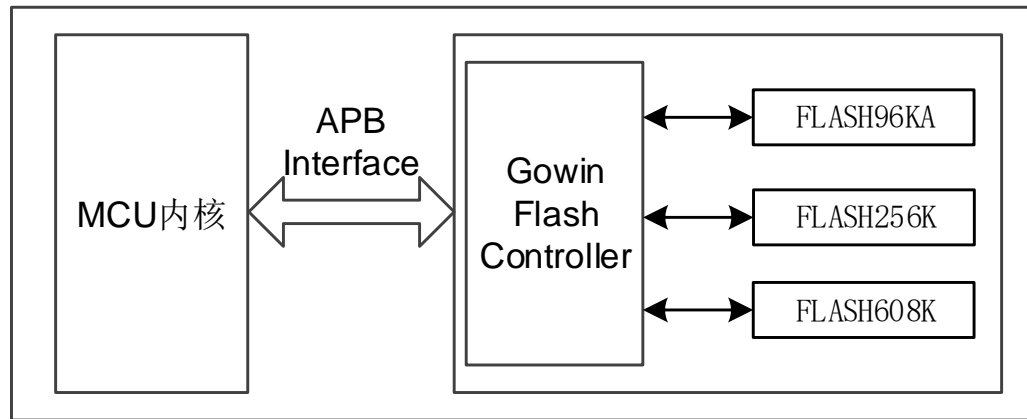 MCU内核
APB
Interface
Gowin
Flash
Controller
FLASH96KA
FLASH256K
FLASH608K